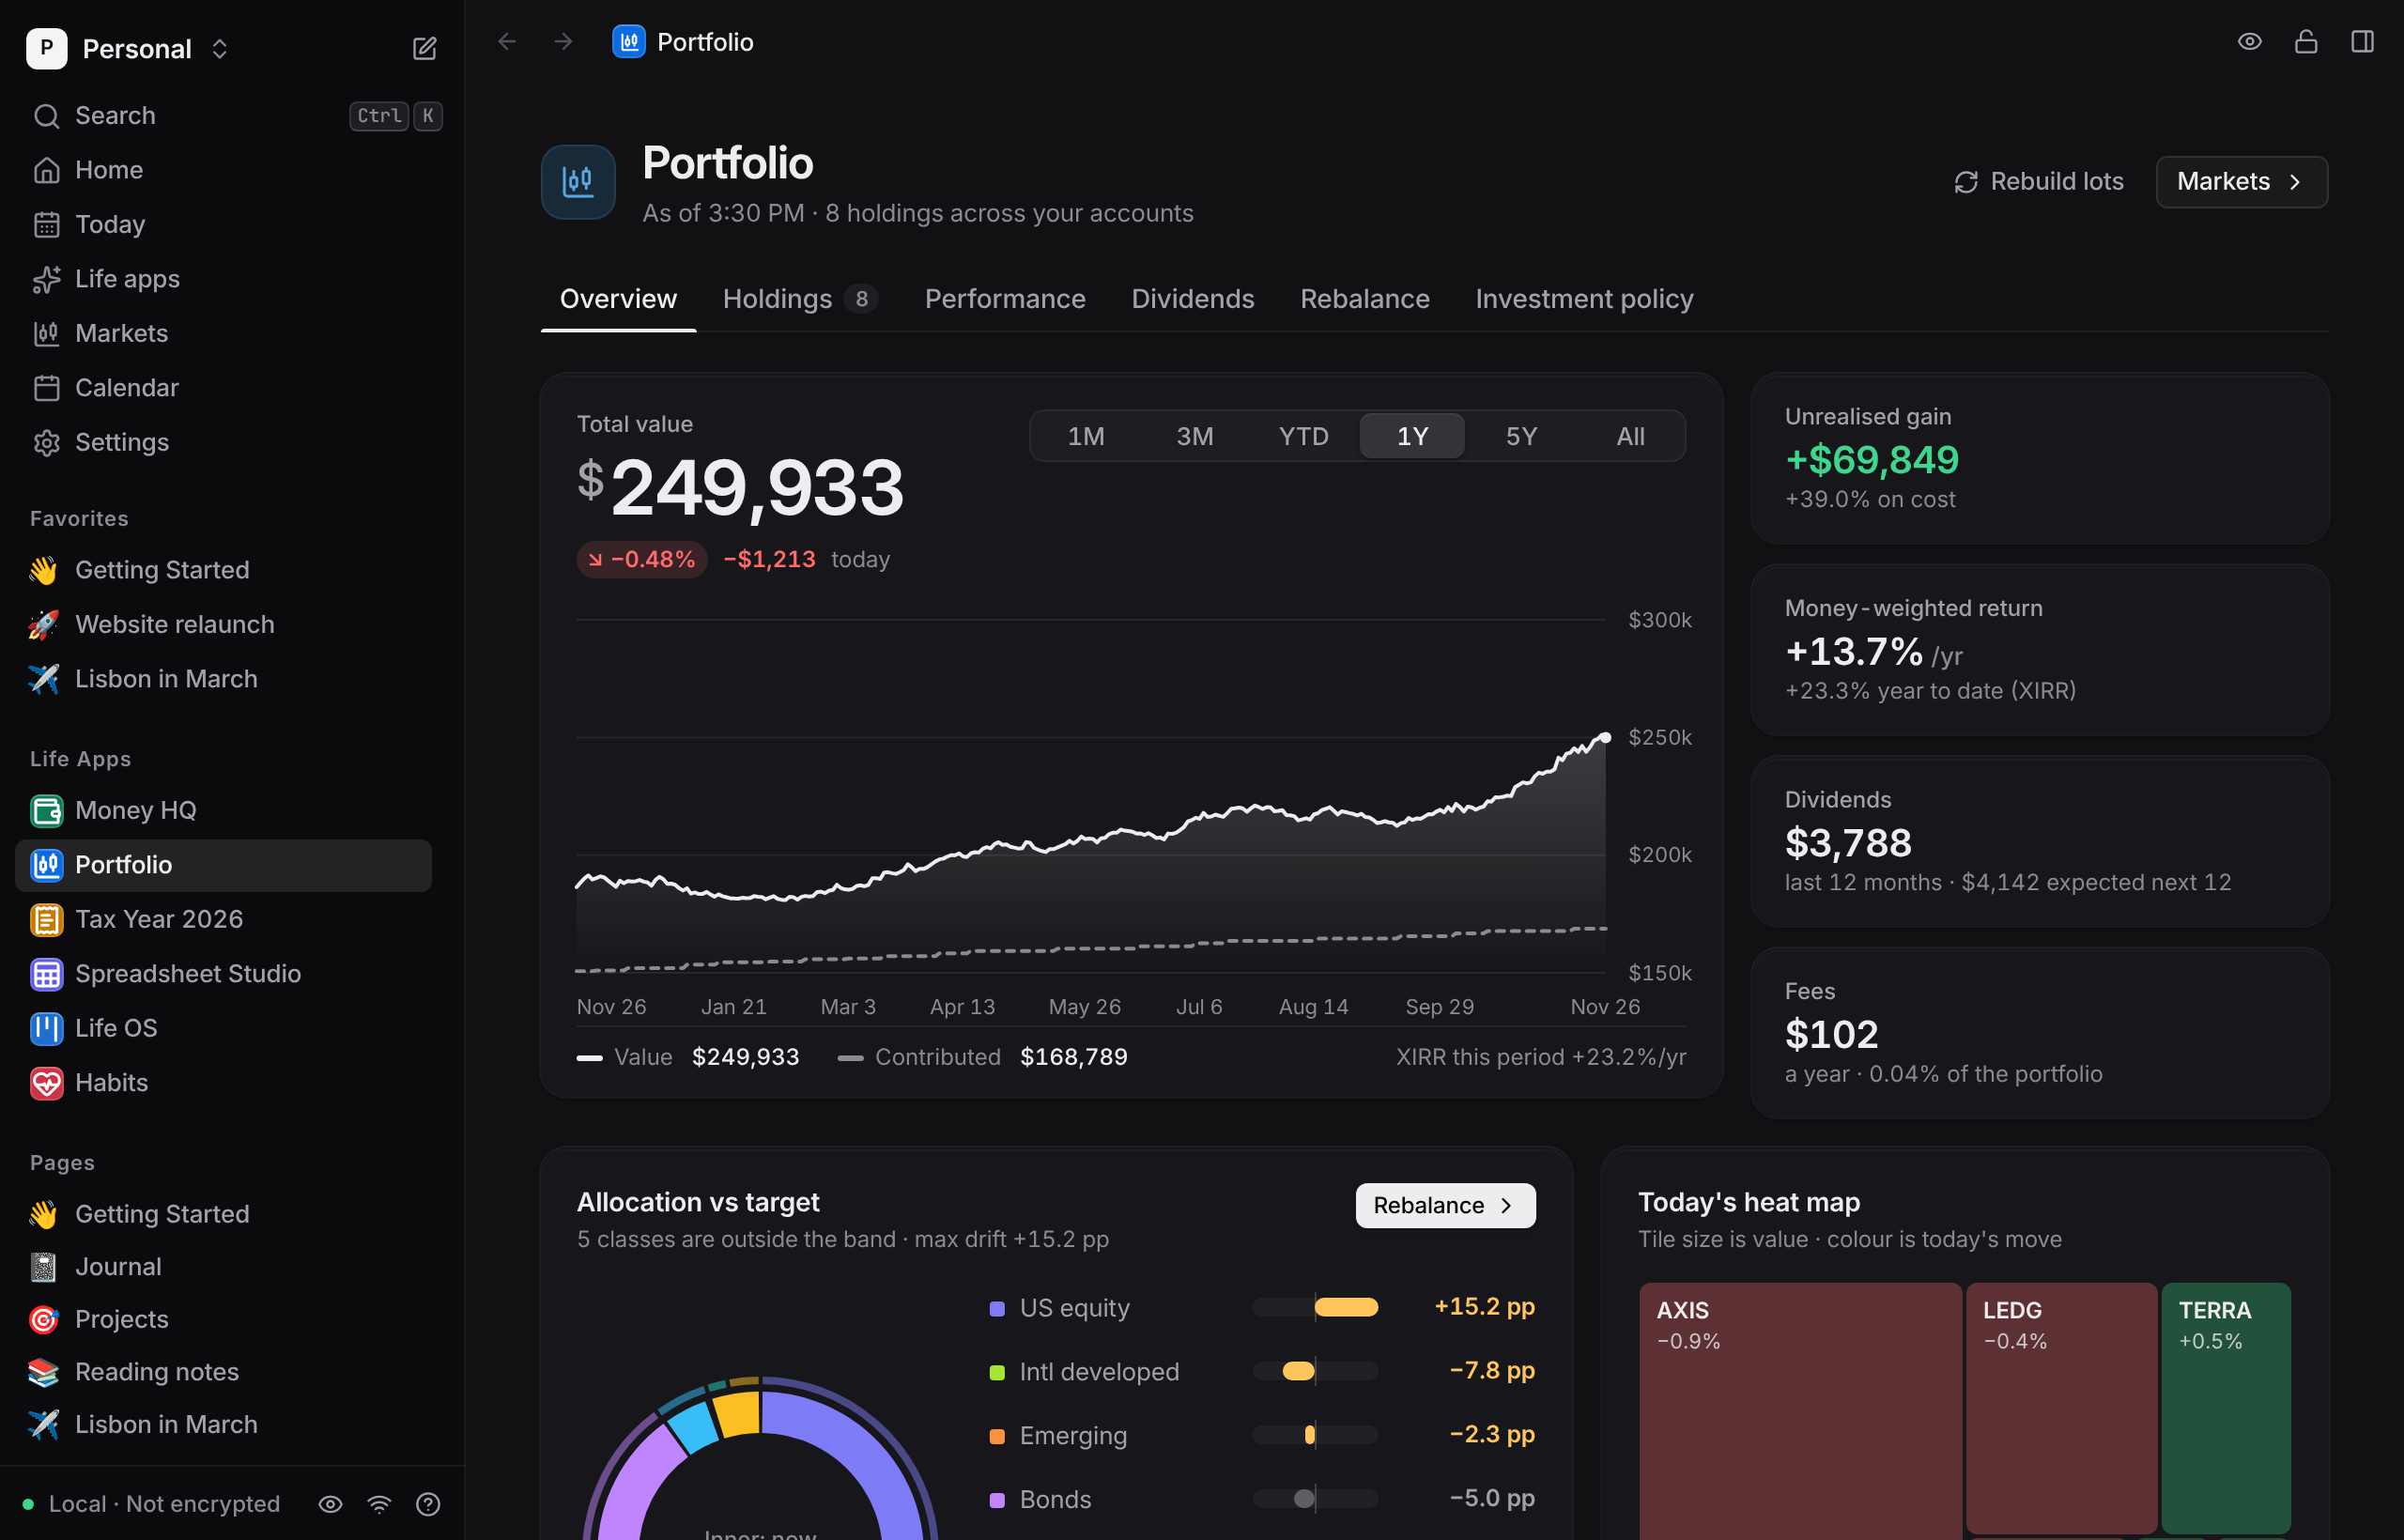 P Personal
Search Ctrl K
Home
Today
Life apps
Markets
Calendar
Settings
Favorites
Getting Started
Website relaunch
Lisbon in March
Life Apps
Money HQ
Portfolio
Tax Year 2026
Spreadsheet Studio
Life OS
Habits
Pages
Getting Started
Journal
Projects
Reading notes
Lisbon in March
Local · Not encrypted
Portfolio
Portfolio
As of 3:30 PM · 8 holdings across your accounts
Rebuild lots
Markets
Overview Holdings 8 Performance Dividends Rebalance Investment policy
Total value
1M 3M YTD 1Y 5Y All
$249,933
−0.48% −$1,213 today
$300k
$250k
$200k
$150k
Nov 26 Jan 21 Mar 3 Apr 13 May 26 Jul 6 Aug 14 Sep 29 Nov 26
Value $249,933 Contributed $168,789 XIRR this period +23.2%/yr
Unrealised gain
+$69,849
+39.0% on cost
Money-weighted return
+13.7% /yr
+23.3% year to date (XIRR)
Dividends
$3,788
last 12 months · $4,142 expected next 12
Fees
$102
a year · 0.04% of the portfolio
Allocation vs target
5 classes are outside the band · max drift +15.2 pp
Rebalance
US equity +15.2 pp
Intl developed −7.8 pp
Emerging −2.3 pp
Bonds −5.0 pp
Inner: now
Today's heat map
Tile size is value · colour is today's move
AXIS
−0.9%
LEDG
−0.4%
TERRA
+0.5%